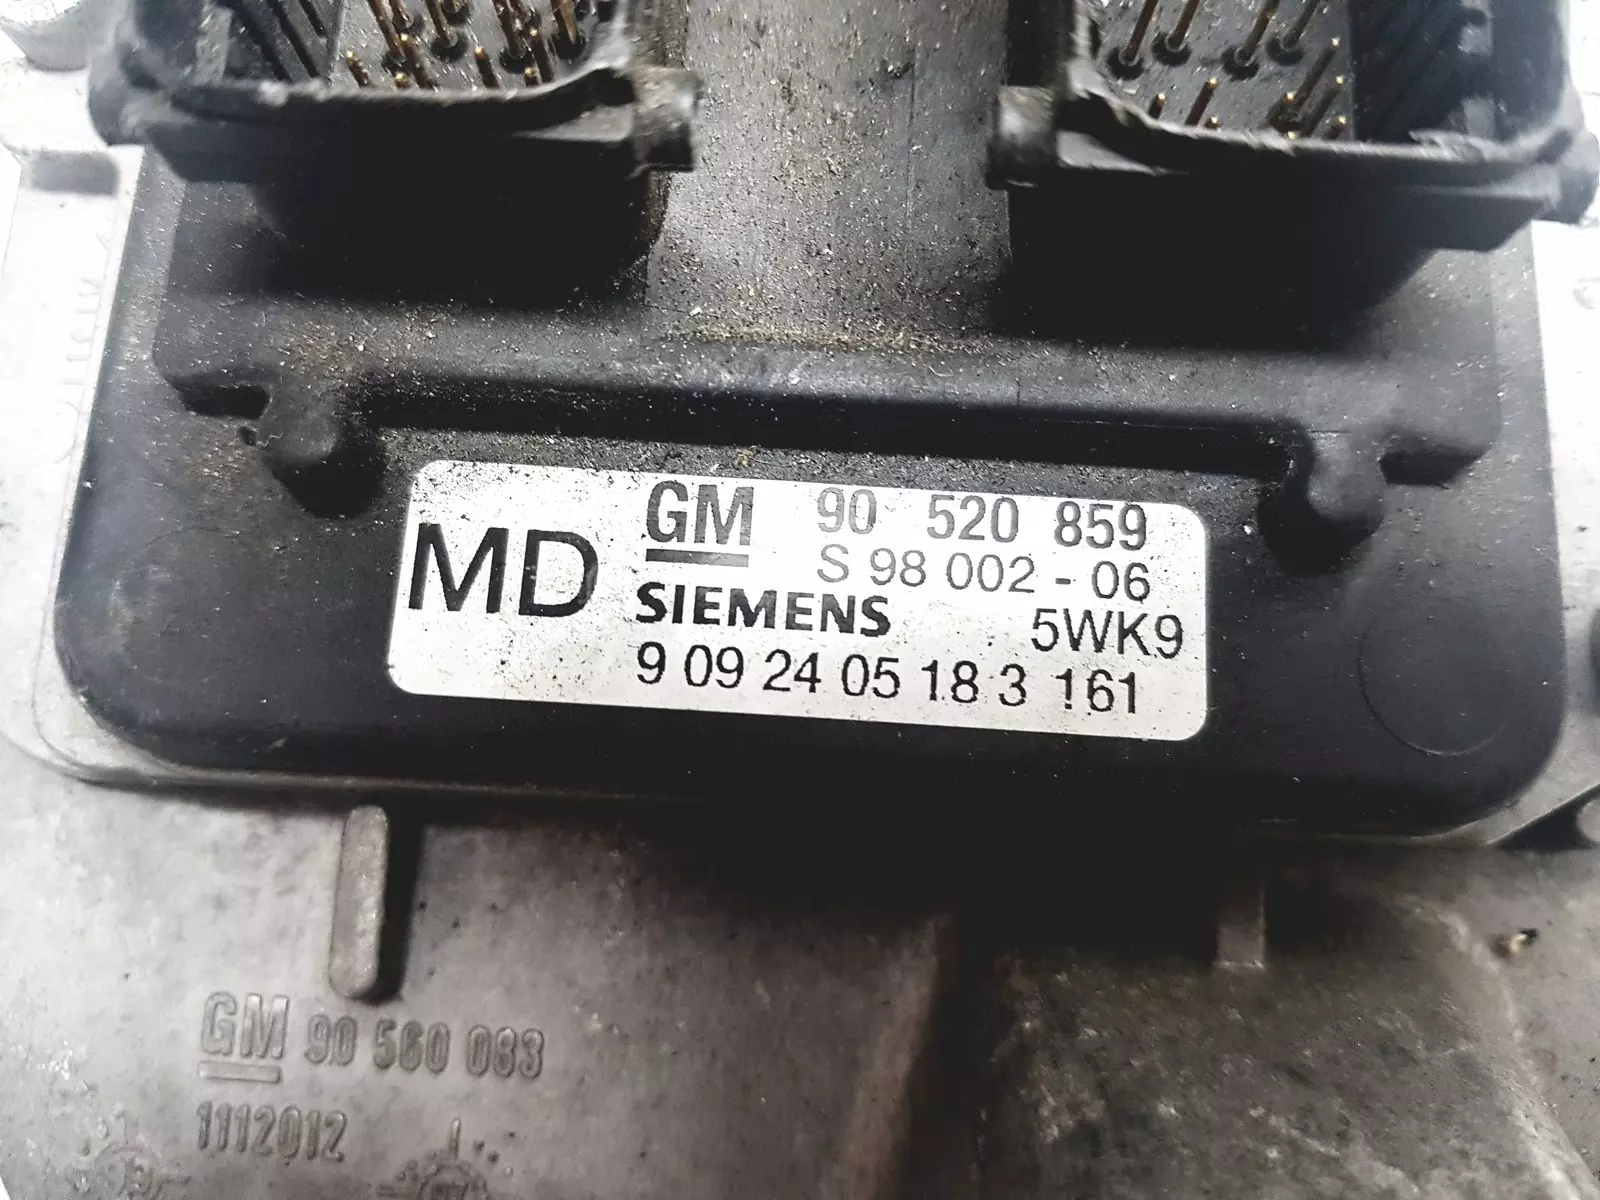 MD
GM 90 520 859
S 98 002 - 06
SIEMENS 5WK9
9 09 24 05 18 3 161
GM 90 560 083
1112012